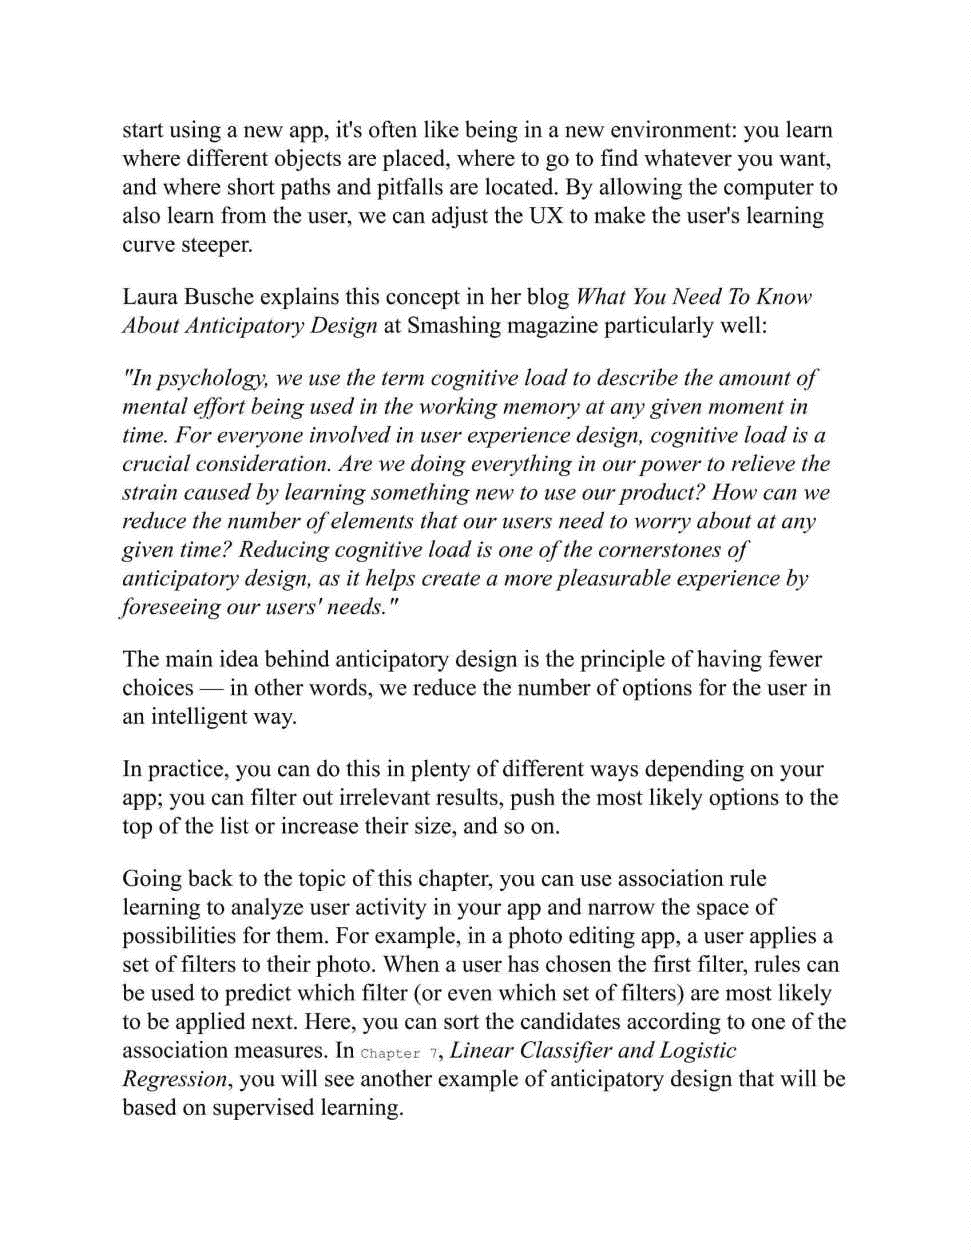 start using a new app, it's often like being in a new environment: you learn
where different objects are placed, where to go to find whatever you want,
and where short paths and pitfalls are located. By allowing the computer to
also learn from the user, we can adjust the UX to make the user's learning
curve steeper.
Laura Busche explains this concept in her blog What You Need To Know
About Anticipatory Design at Smashing magazine particularly well:
"In psychology, we use the term cognitive load to describe the amount of
mental effort being used in the working memory at any given moment in
time. For everyone involved in user experience design, cognitive load is a
crucial consideration. Are we doing everything in our power to relieve the
strain caused by learning something new to use our product? How can we
reduce the number of elements that our users need to worry about at any
given time? Reducing cognitive load is one of the cornerstones of
anticipatory design, as it helps create a more pleasurable experience by
foreseeing our users' needs."
The main idea behind anticipatory design is the principle of having fewer
choices — in other words, we reduce the number of options for the user in
an intelligent way.
In practice, you can do this in plenty of different ways depending on your
app; you can filter out irrelevant results, push the most likely options to the
top of the list or increase their size, and so on.
Going back to the topic of this chapter, you can use association rule
learning to analyze user activity in your app and narrow the space of
possibilities for them. For example, in a photo editing app, a user applies a
set of filters to their photo. When a user has chosen the first filter, rules can
be used to predict which filter (or even which set of filters) are most likely
to be applied next. Here, you can sort the candidates according to one of the
association measures. In Chapter 7, Linear Classifier and Logistic
Regression, you will see another example of anticipatory design that will be
based on supervised learning.